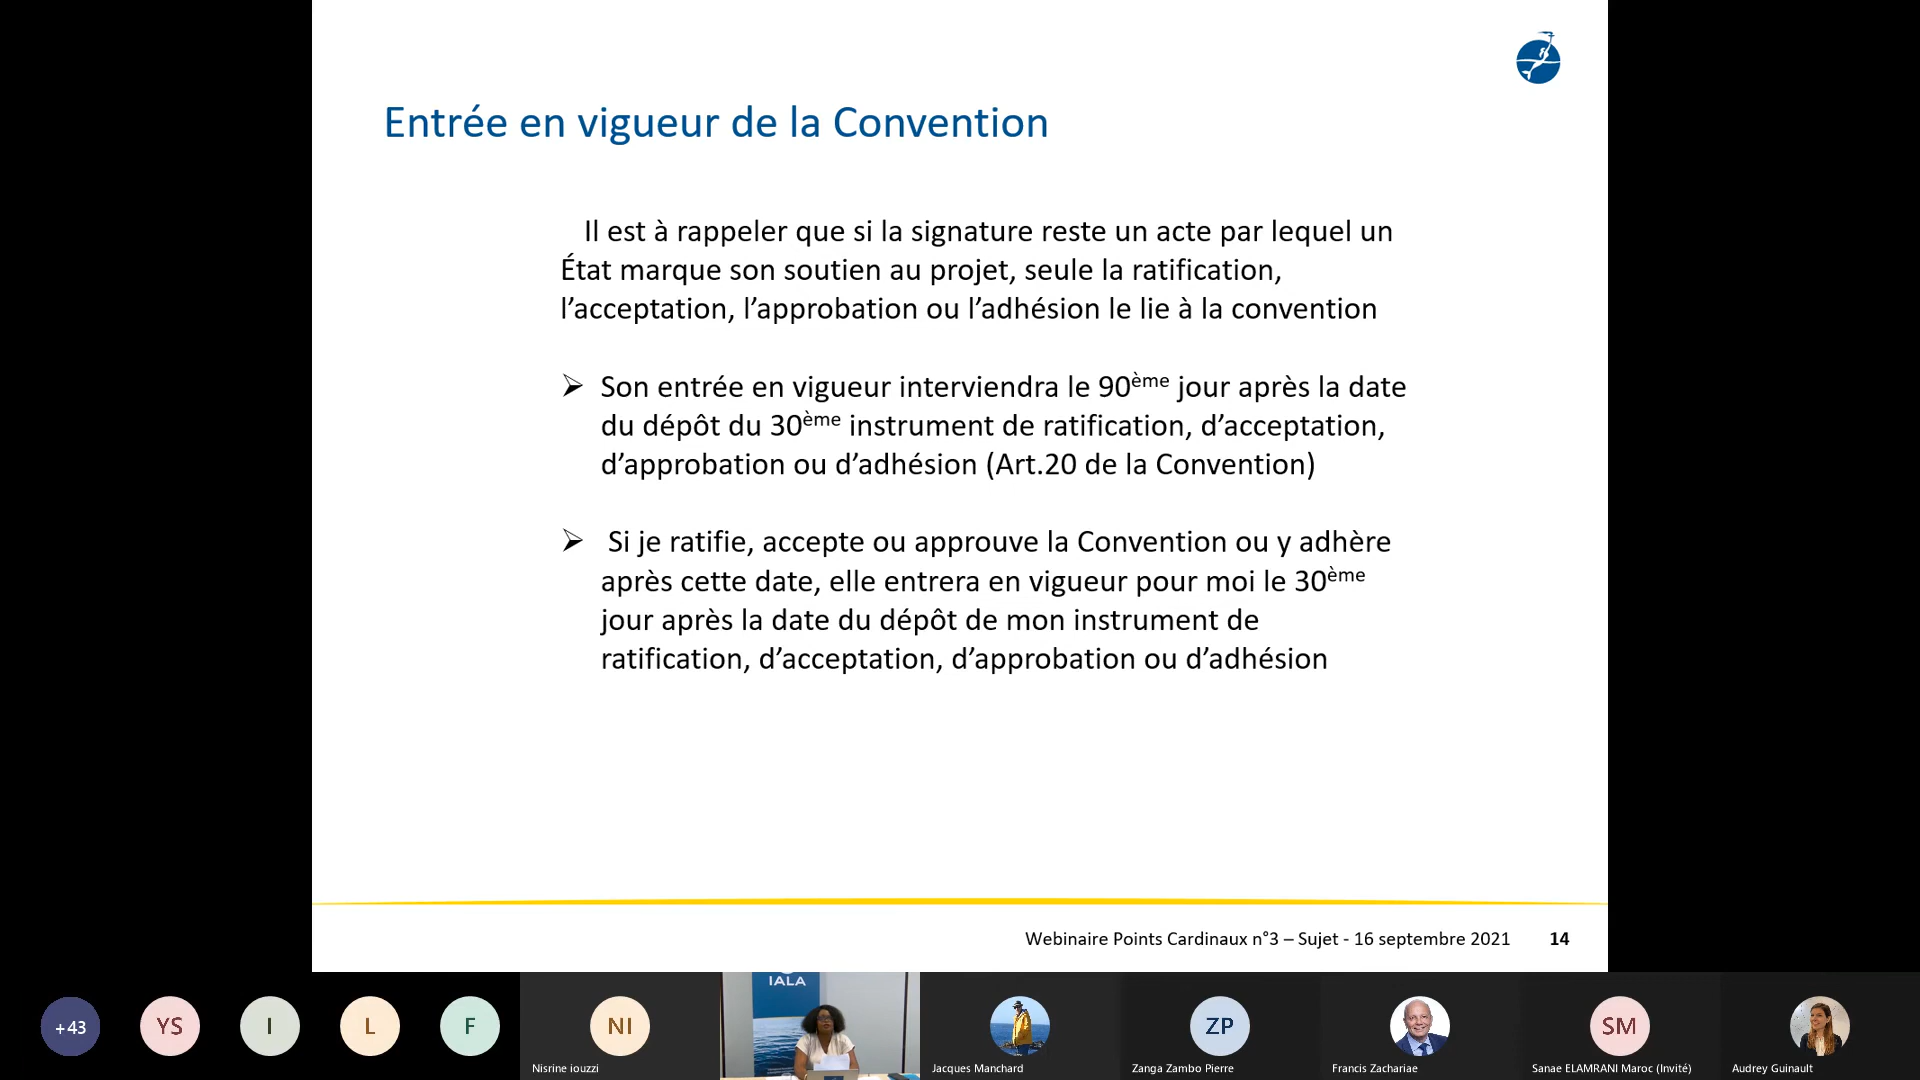 Entrée en vigueur de la Convention
Il est à rappeler que si la signature reste un acte par lequel un
État marque son soutien au projet, seule la ratification,
l’acceptation, l’approbation ou l’adhésion le lie à la convention
➢ Son entrée en vigueur interviendra le 90ème jour après la date
du dépôt du 30ème instrument de ratification, d’acceptation,
d’approbation ou d’adhésion (Art.20 de la Convention)
➢ Si je ratifie, accepte ou approuve la Convention ou y adhère
après cette date, elle entrera en vigueur pour moi le 30ème
jour après la date du dépôt de mon instrument de
ratification, d’acceptation, d’approbation ou d’adhésion
Webinaire Points Cardinaux n°3 – Sujet - 16 septembre 2021 14
+43
YS
I
L
F
NI
Nisrine iouzzi
IALA
Jacques Manchard
ZP
Zanga Zambo Pierre
Francis Zachariae
SM
Sanae ELAMRANI Maroc (Invité)
Audrey Guinault